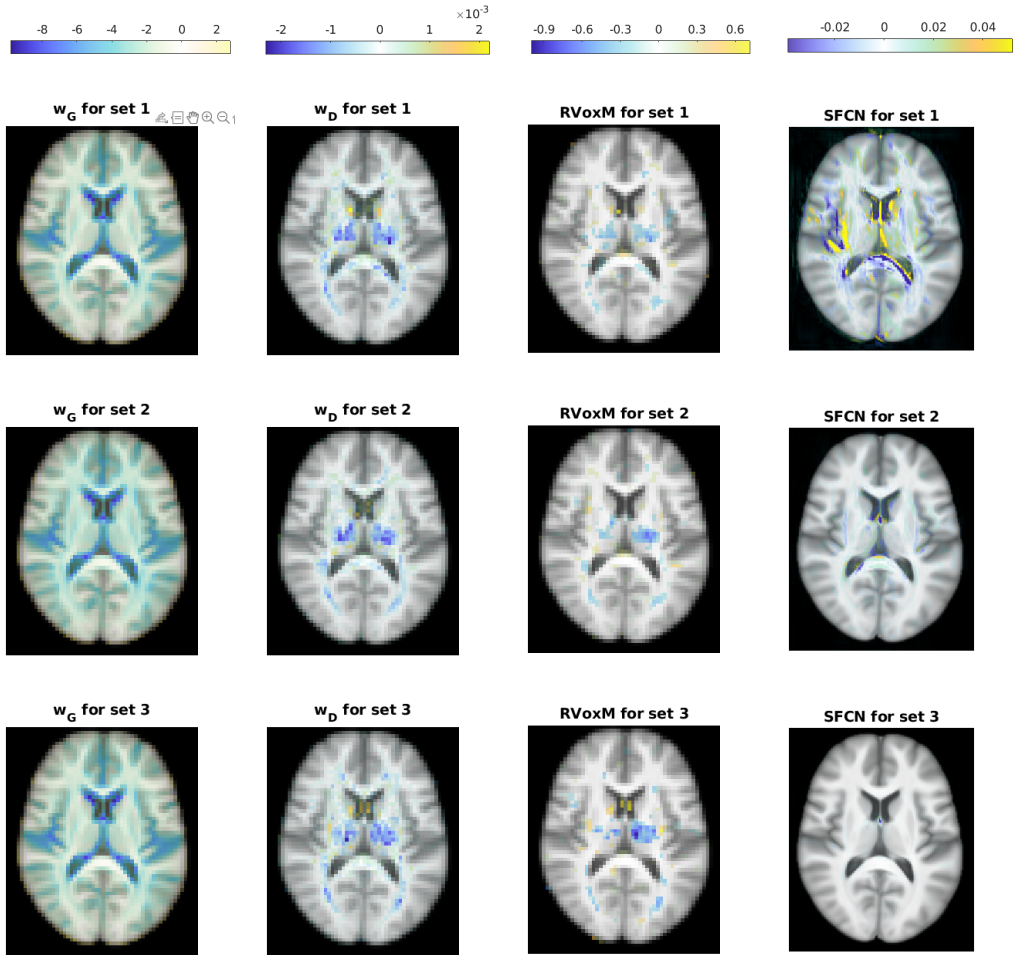 ×10⁻³
-8 -6 -4 -2 0 2
-2 -1 0 1 2
-0.9 -0.6 -0.3 0 0.3 0.6
-0.02 0 0.02 0.04
w_G for set 1
w_D for set 1
RVoxM for set 1
SFCN for set 1
w_G for set 2
w_D for set 2
RVoxM for set 2
SFCN for set 2
w_G for set 3
w_D for set 3
RVoxM for set 3
SFCN for set 3